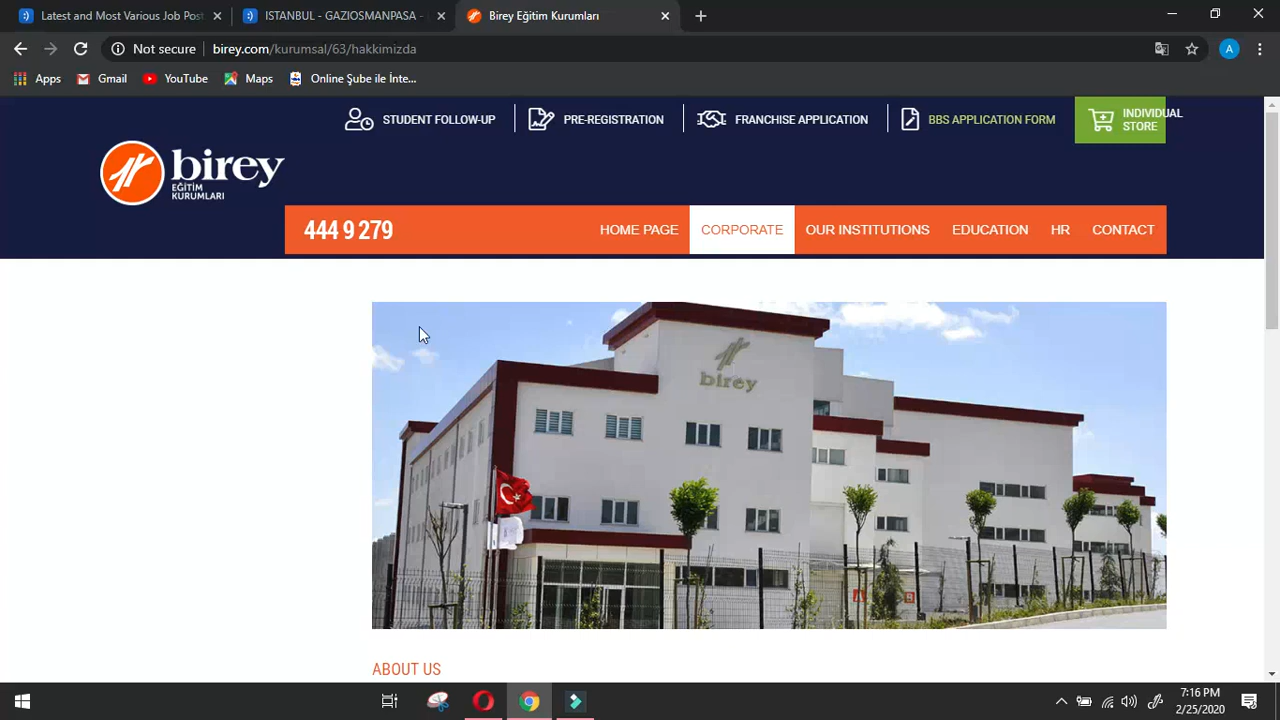 Latest and Most Various Job Post
ISTANBUL - GAZIOSMANPASA -
Birey Eğitim Kurumları
Not secure
birey.com/kurumsal/63/hakkimizda
A
Apps
Gmail
YouTube
Maps
Online Şube ile İnte...
STUDENT FOLLOW-UP
PRE-REGISTRATION
FRANCHISE APPLICATION
BBS APPLICATION FORM
INDIVIDUAL
STORE
birey
EĞİTİM
KURUMLARI
444 9 279
HOME PAGE
CORPORATE
OUR INSTITUTIONS
EDUCATION
HR
CONTACT
birey
ABOUT US
7:16 PM
2/25/2020